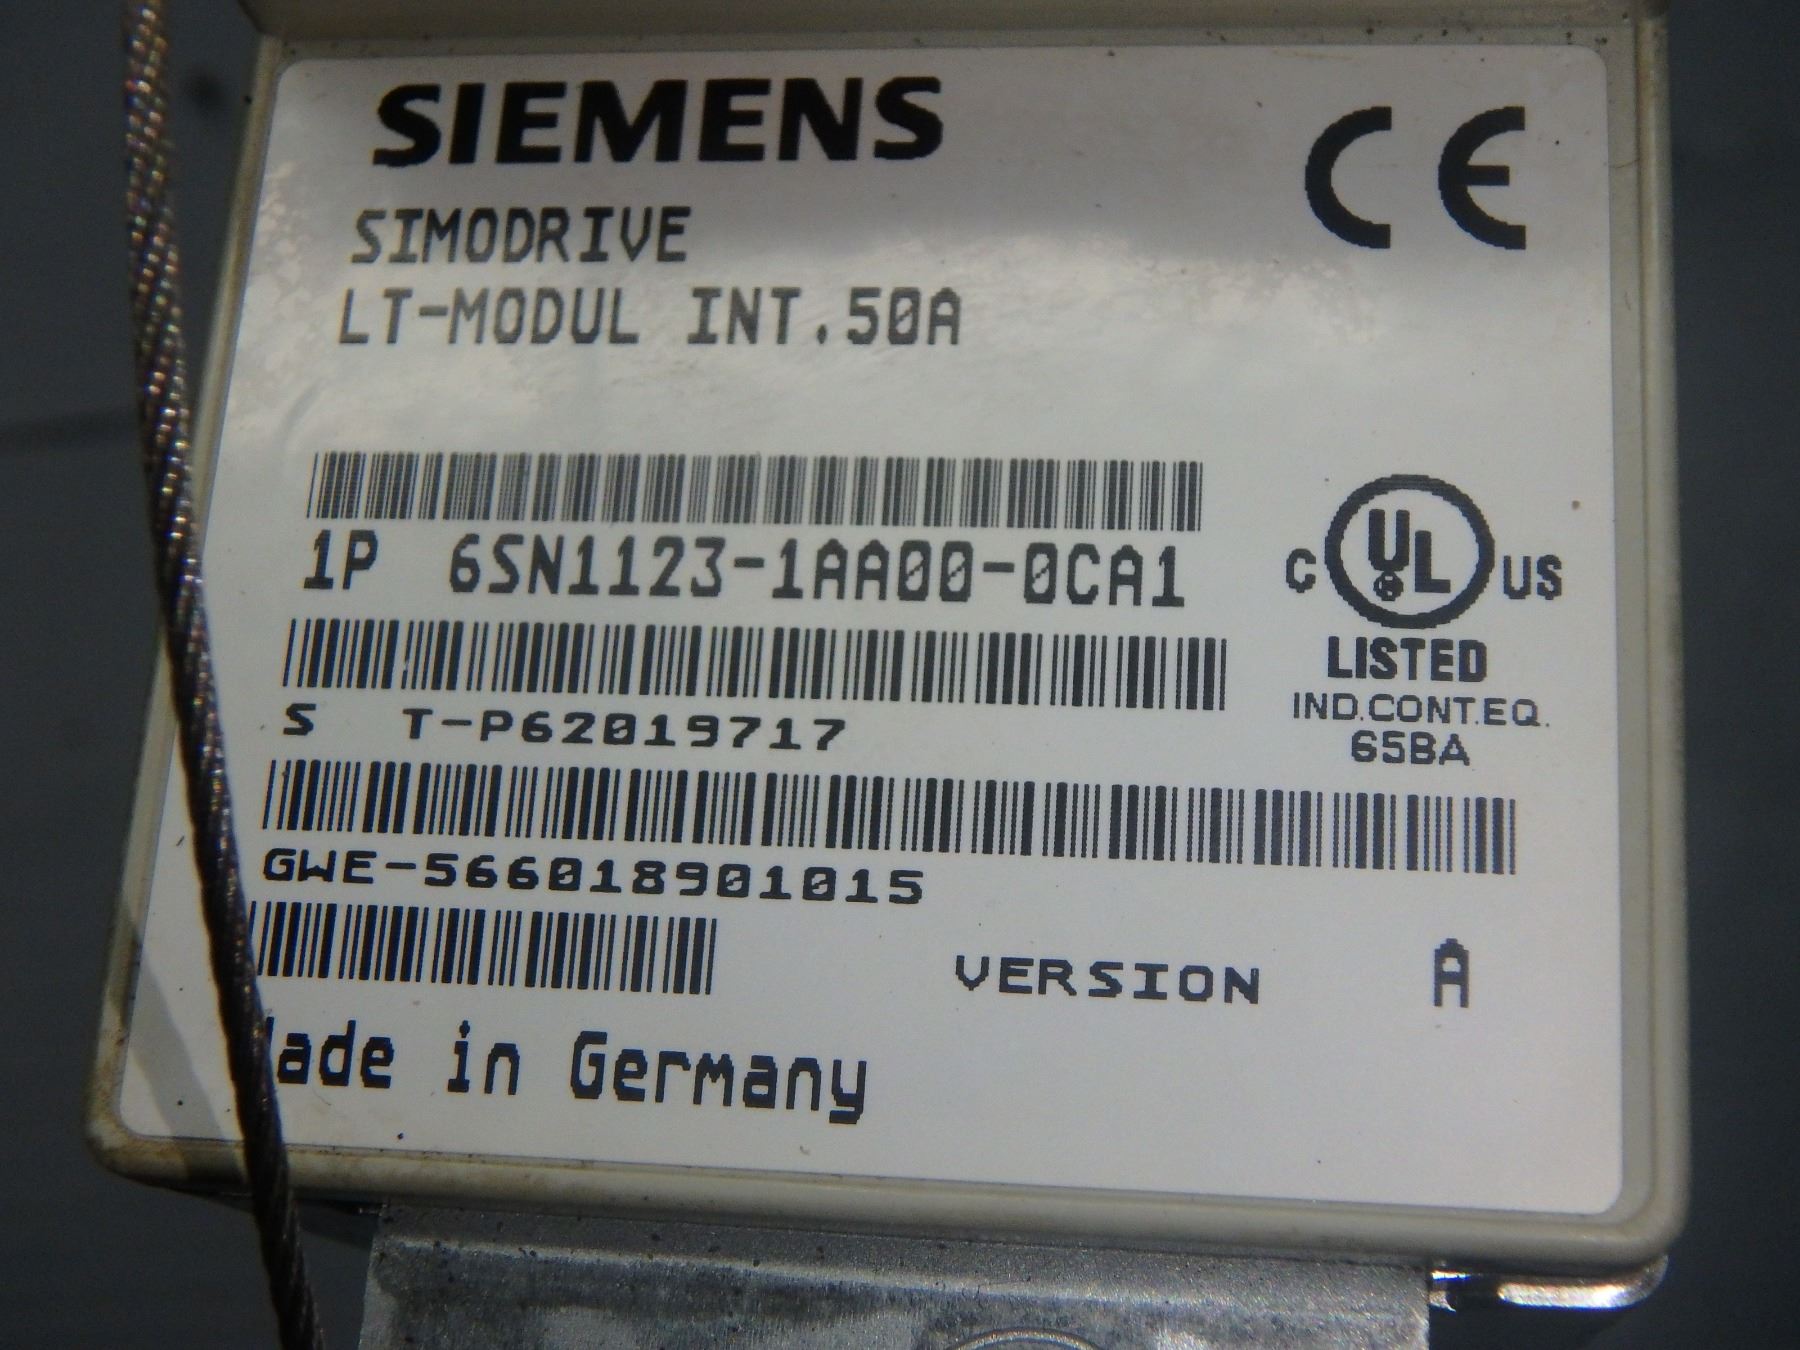 SIEMENS
CE
SIMODRIVE
LT-MODUL INT.50A
1P 6SN1123-1AA00-0CA1
C UL US
®
LISTED
IND.CONT.EQ.
65BA
S T-P62019717
GWE-566018901015
VERSION A
Made in Germany